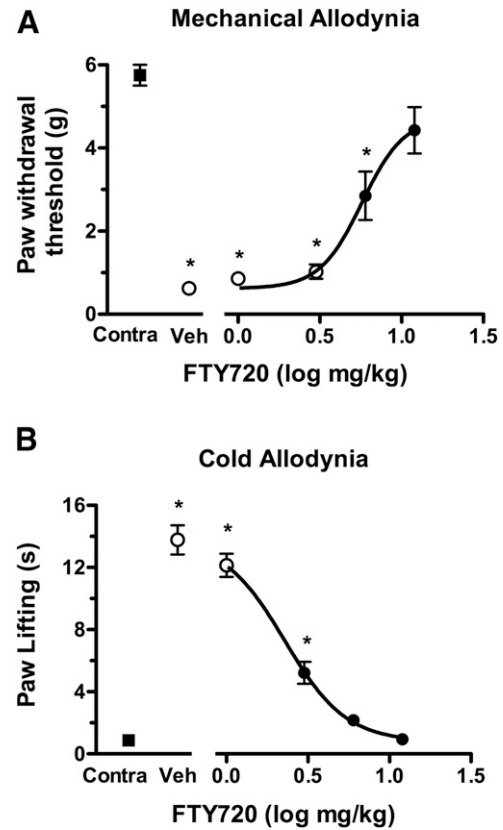 A
Mechanical Allodynia
Paw withdrawal
threshold (g)
6
4
2
0
*
*
*
*
Contra
Veh
0.0
0.5
1.0
1.5
FTY720 (log mg/kg)
B
Cold Allodynia
Paw Lifting (s)
16
12
8
4
0
*
*
*
Contra
Veh
0.0
0.5
1.0
1.5
FTY720 (log mg/kg)